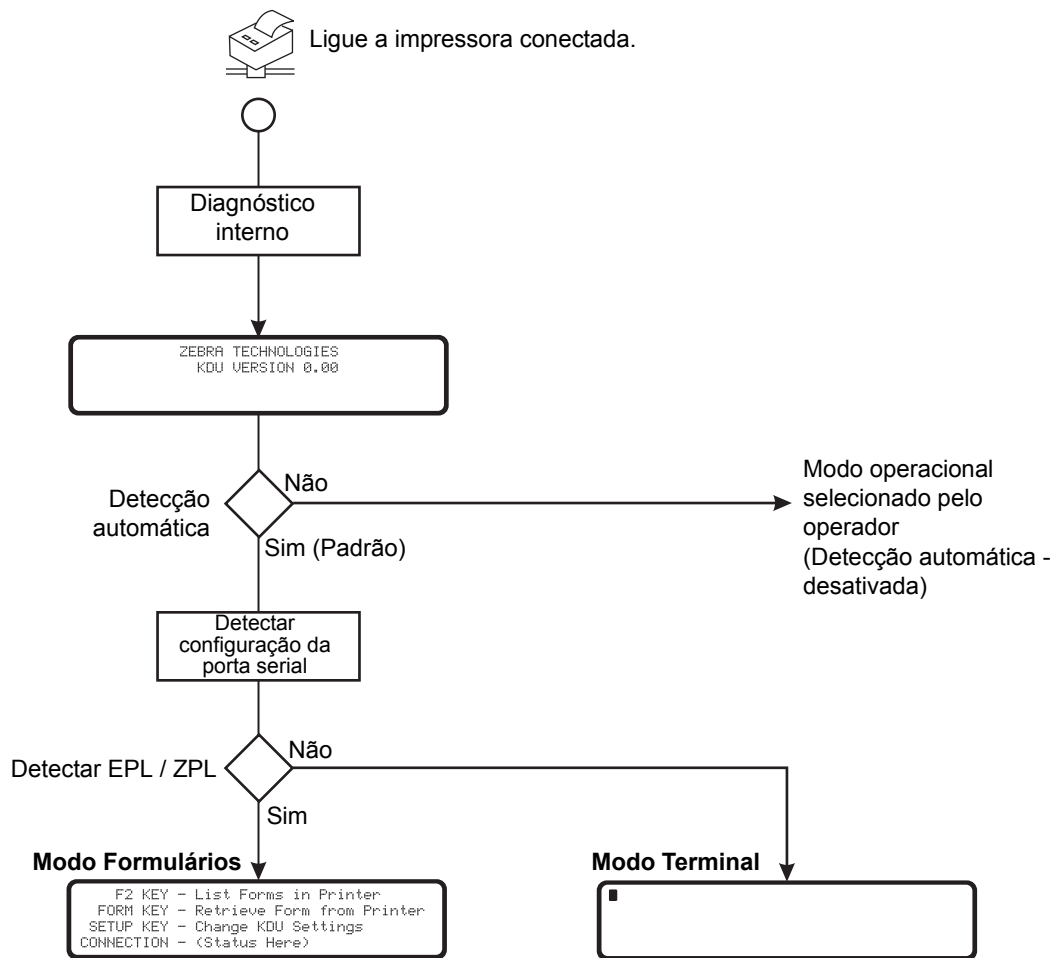 Ligue a impressora conectada.
Diagnóstico
interno
ZEBRA TECHNOLOGIES
KDU VERSION 0.00
Detecção
automática
Não
Sim (Padrão)
Modo operacional
selecionado pelo
operador
(Detecção automática -
desativada)
Detectar
configuração da
porta serial
Detectar EPL / ZPL
Não
Sim
Modo Formulários
F2 KEY - List Forms in Printer
FORM KEY - Retrieve Form from Printer
SETUP KEY - Change KDU Settings
CONNECTION - (Status Here)
Modo Terminal